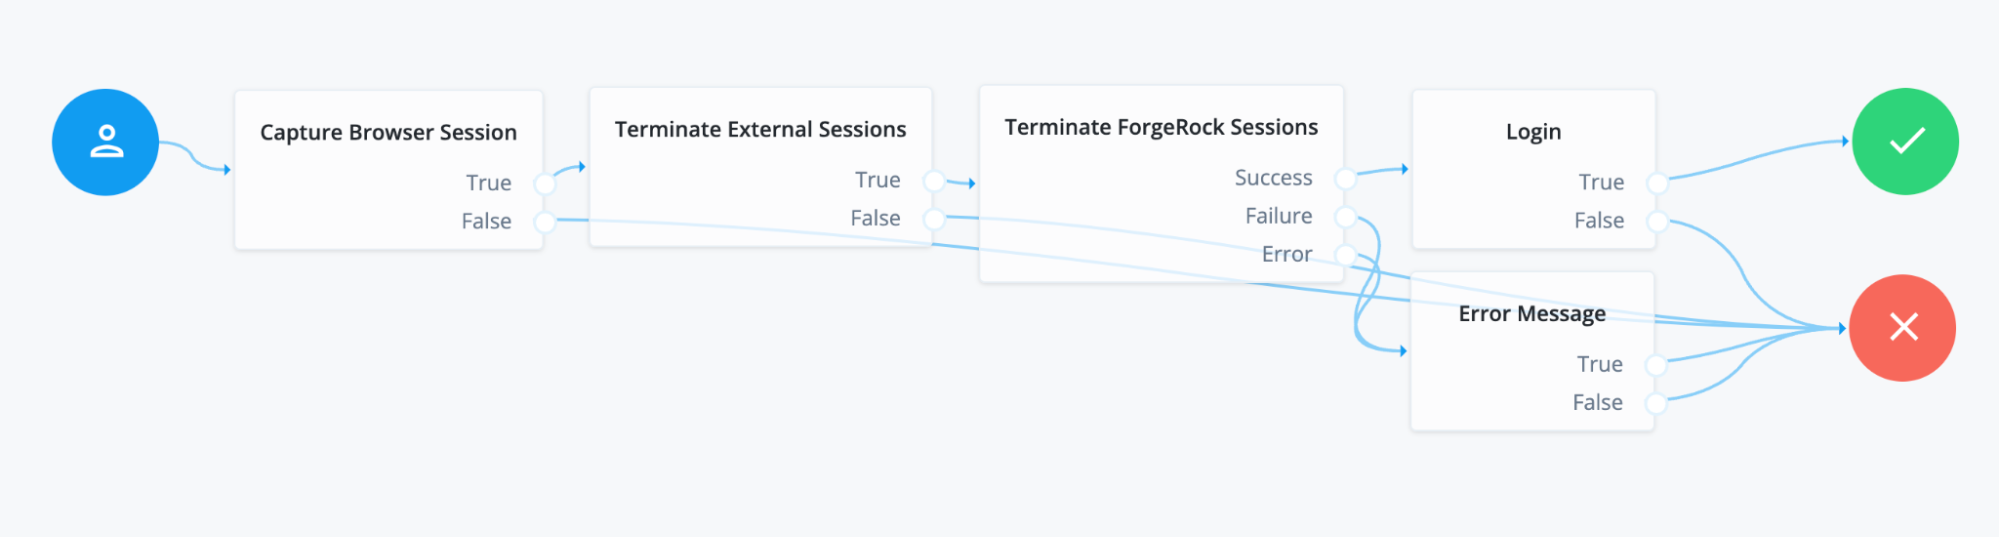 Capture Browser Session
True
False
Terminate External Sessions
True
False
Terminate ForgeRock Sessions
Success
Failure
Error
Login
True
False
Error Message
True
False